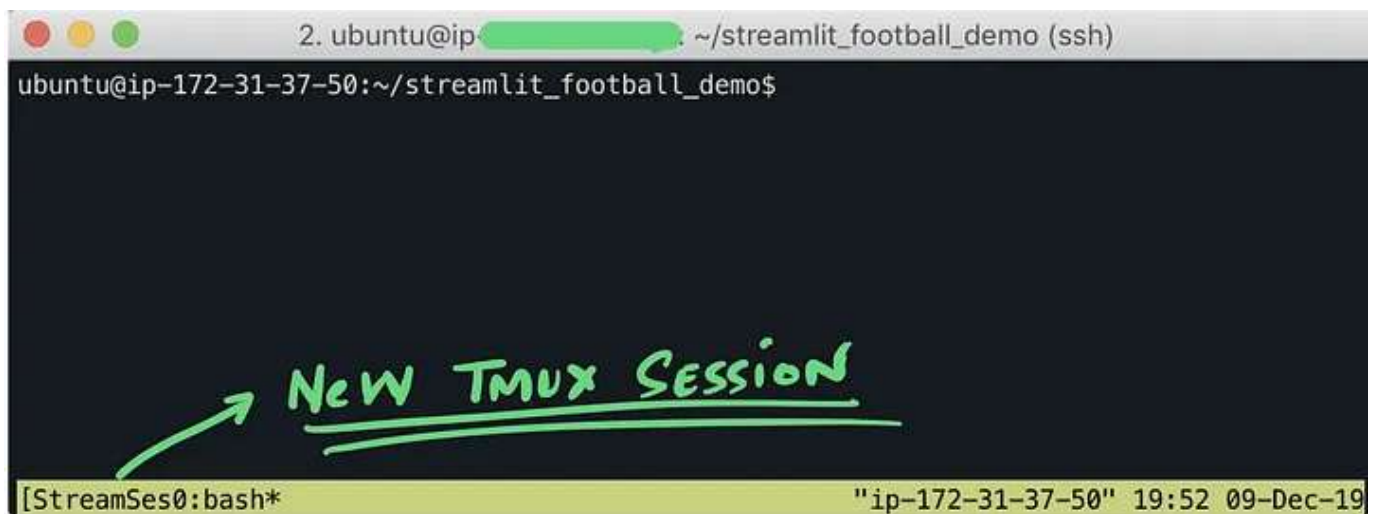 2. ubuntu@ip- : ~/streamlit_football_demo (ssh)
ubuntu@ip-172-31-37-50:~/streamlit_football_demo$
NeW TMUX SESSiON
[StreamSes0:bash* "ip-172-31-37-50" 19:52 09-Dec-19